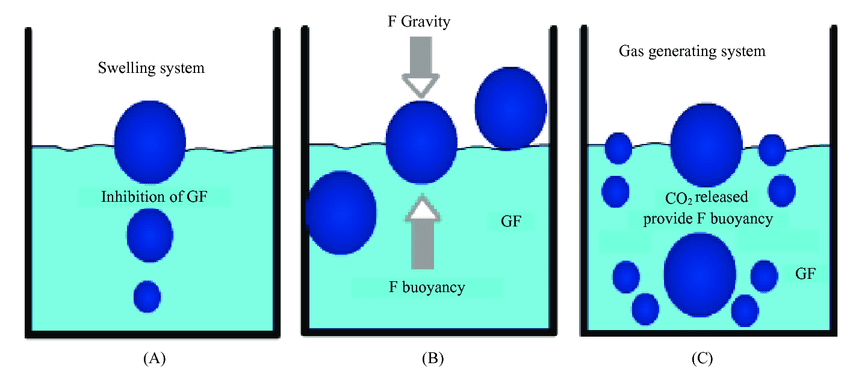 Swelling system
Inhibition of GF
(A)
F Gravity
GF
F buoyancy
(B)
Gas generating system
CO₂ released
provide F buoyancy
GF
(C)